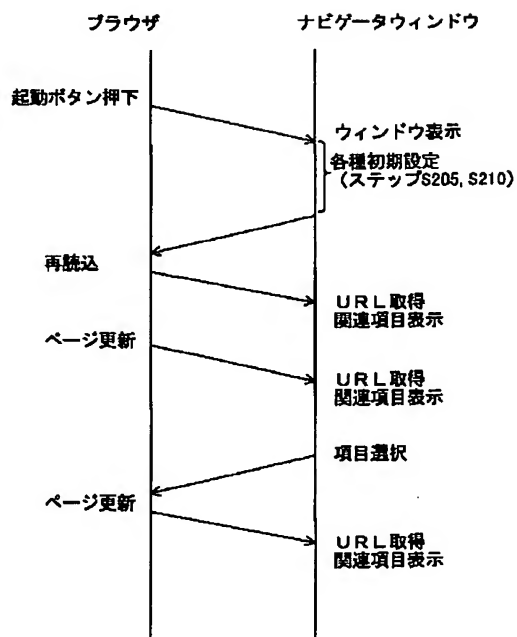 ブラウザ
ナビゲータウィンドウ
起動ボタン押下
ウィンドウ表示
各種初期設定
(ステップS205, S210)
再読込
URL取得
関連項目表示
ページ更新
URL取得
関連項目表示
項目選択
ページ更新
URL取得
関連項目表示